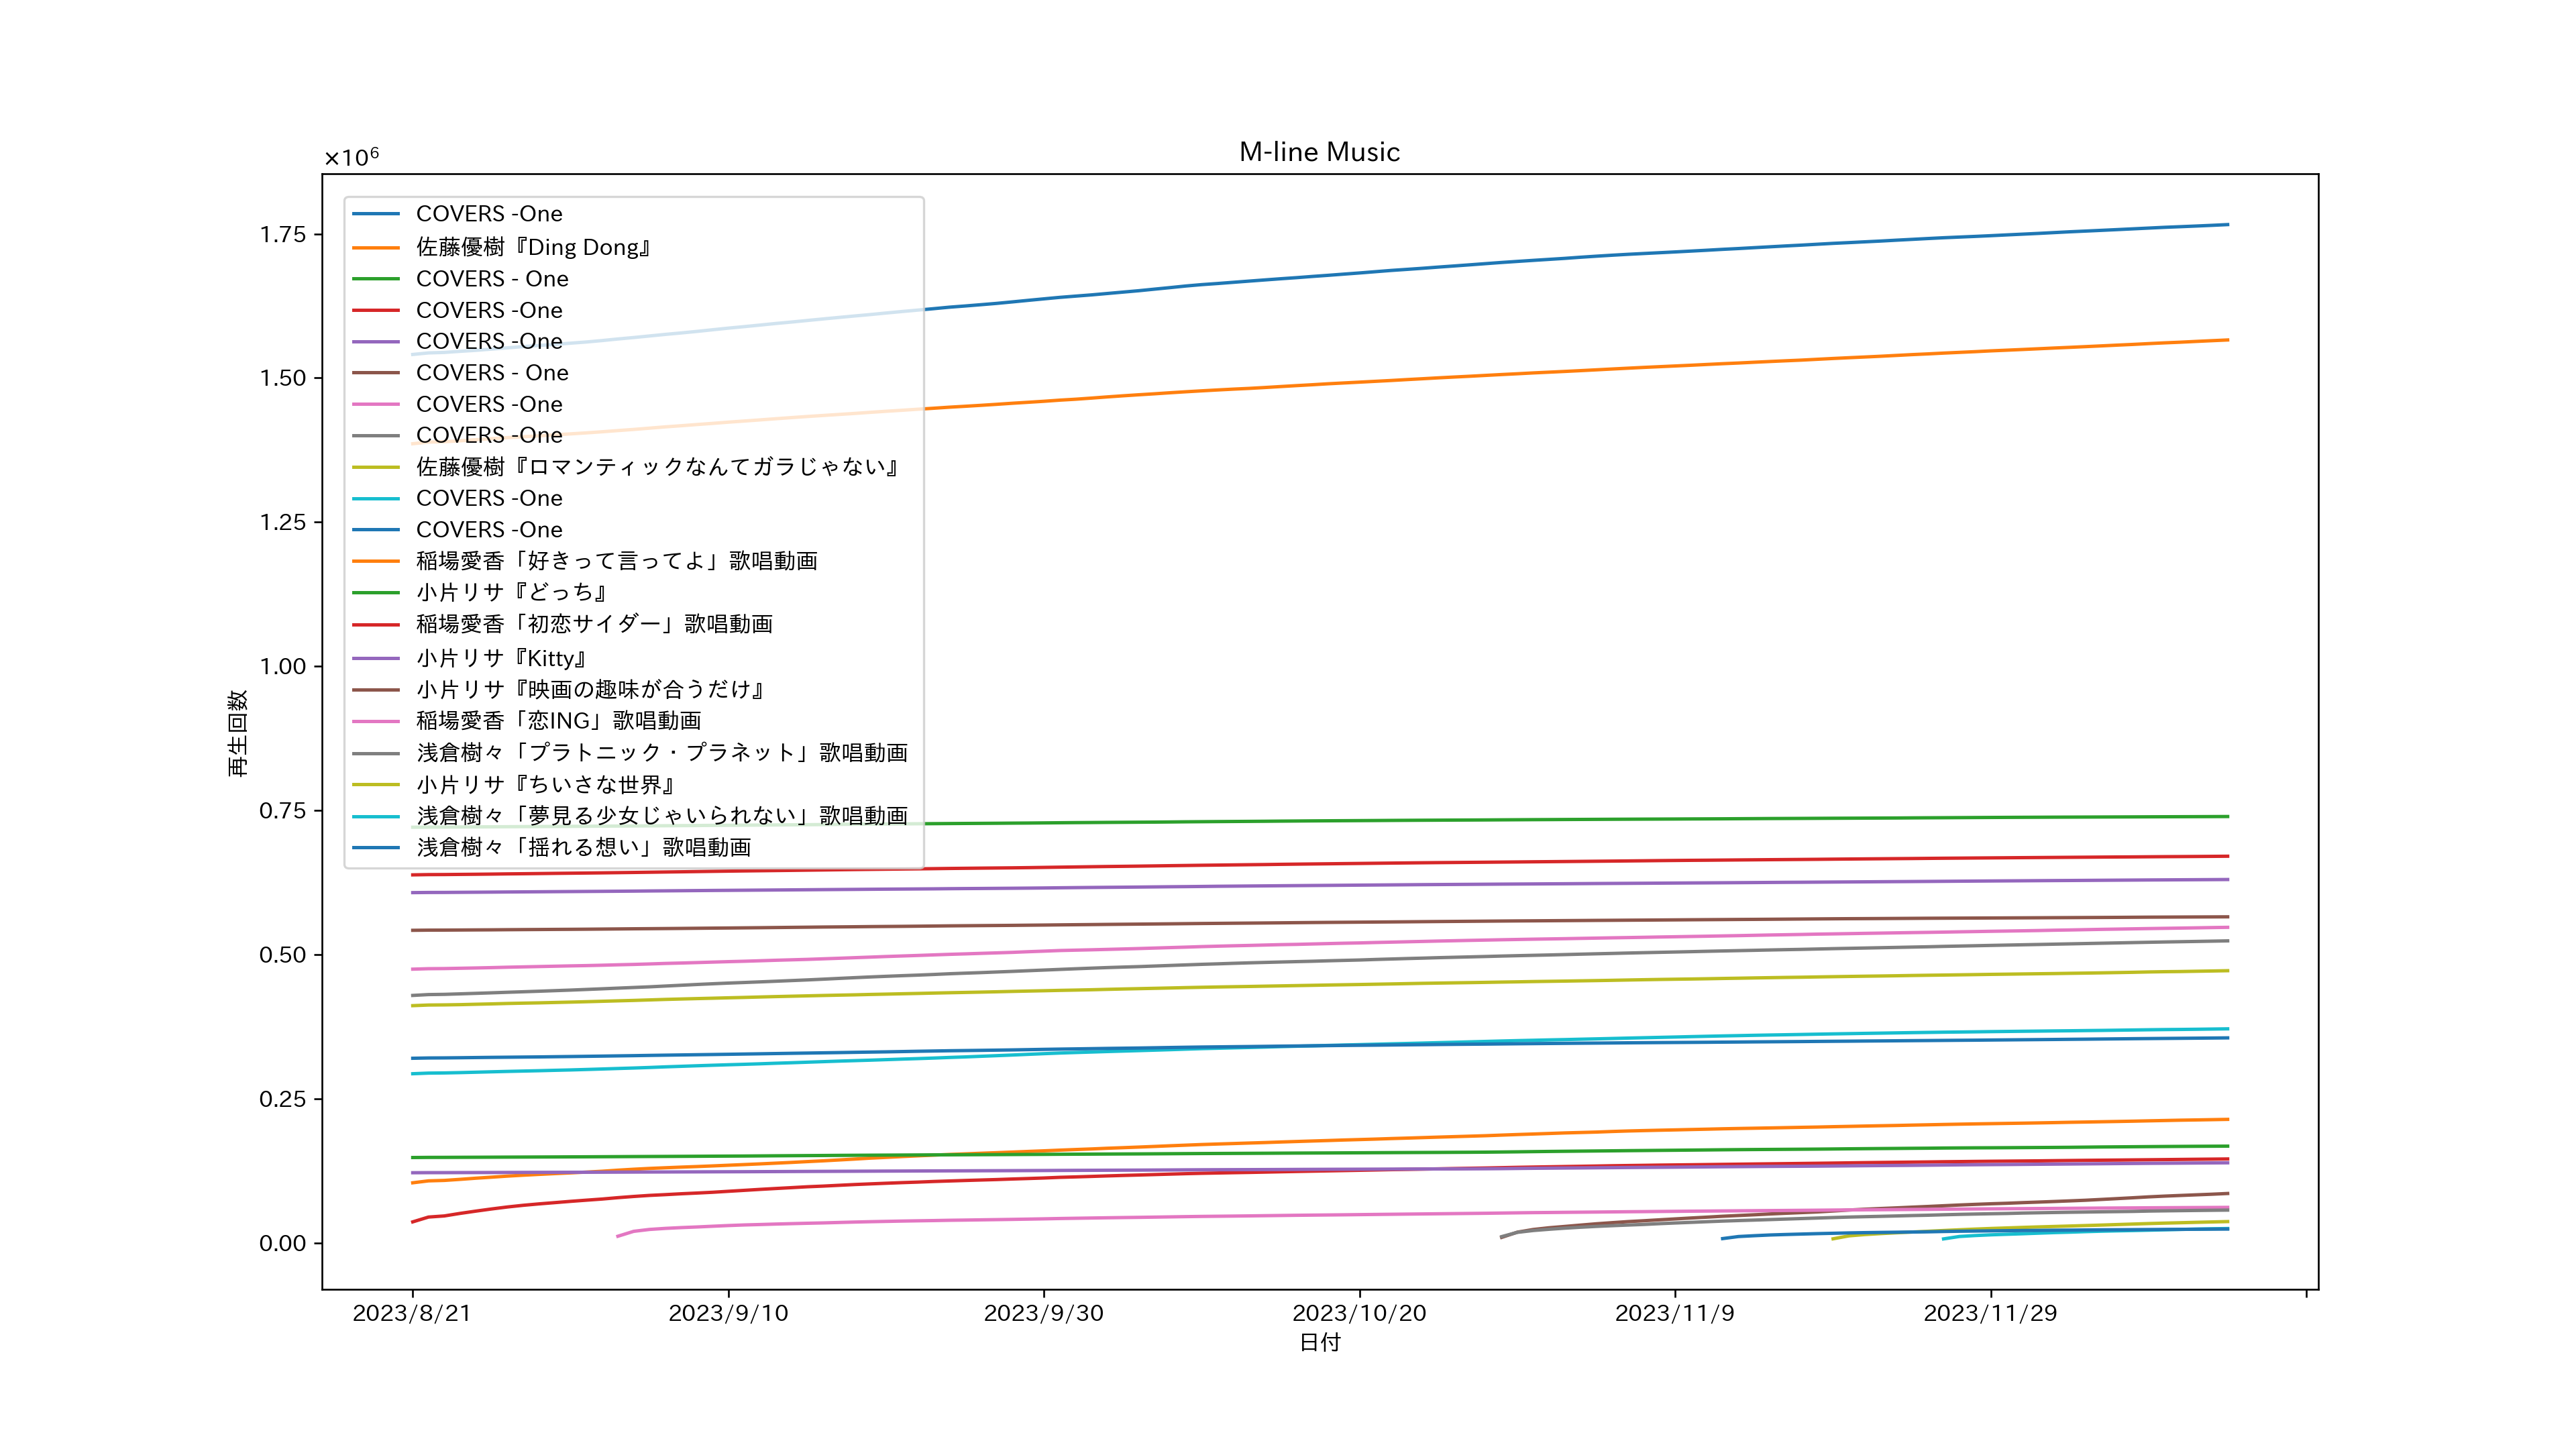 M-line Music
×10⁶
1.75
1.50
1.25
1.00
0.75
0.50
0.25
0.00
再生回数
COVERS -One
佐藤優樹『Ding Dong』
COVERS - One
COVERS -One
COVERS -One
COVERS - One
COVERS -One
COVERS -One
佐藤優樹『ロマンティックなんてガラじゃない』
COVERS -One
COVERS -One
稲場愛香「好きって言ってよ」歌唱動画
小片リサ『どっち』
稲場愛香「初恋サイダー」歌唱動画
小片リサ『Kitty』
小片リサ『映画の趣味が合うだけ』
稲場愛香「恋ING」歌唱動画
浅倉樹々「プラトニック・プラネット」歌唱動画
小片リサ『ちいさな世界』
浅倉樹々「夢見る少女じゃいられない」歌唱動画
浅倉樹々「揺れる想い」歌唱動画
2023/8/21
2023/9/10
2023/9/30
2023/10/20
2023/11/9
2023/11/29
日付